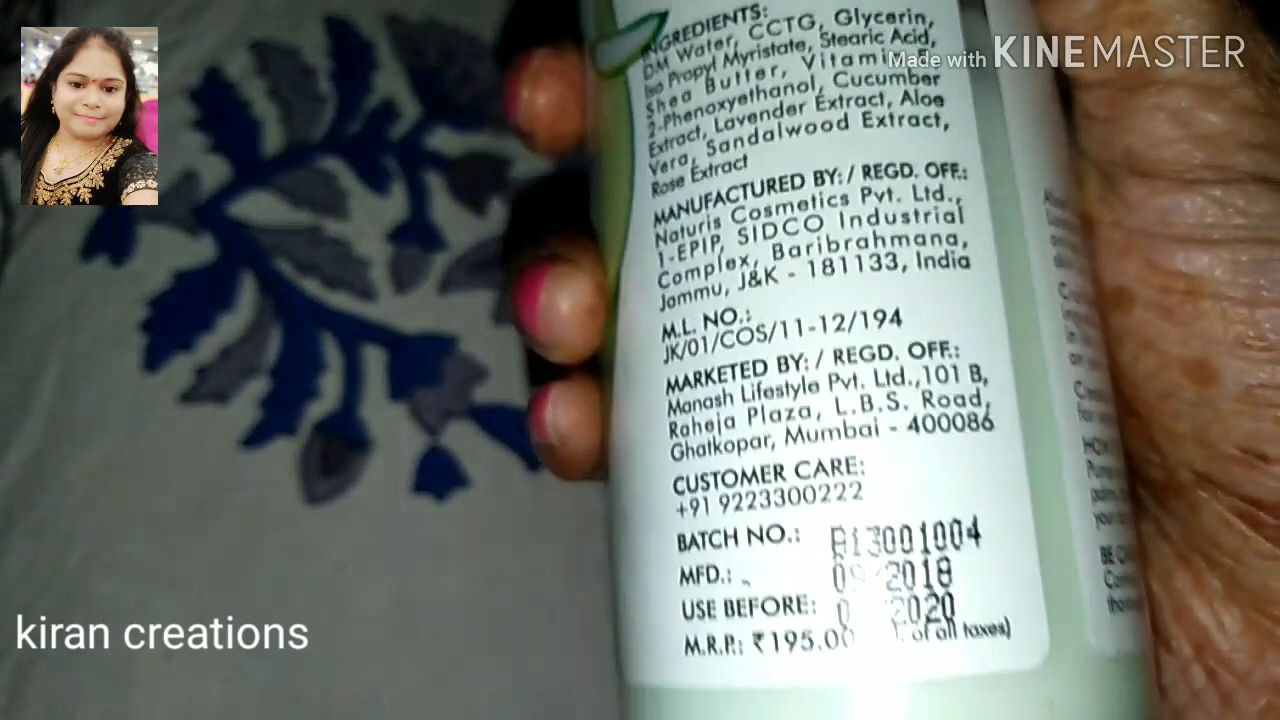 INGREDIENTS:
DM Water, CCTG, Glycerin,
Iso Propyl Myristate, Stearic Acid,
Shea Butter, Vitamin
2-Phenoxyethanol, Cucumber
Extract, Lavender Extract, Aloe
Vera, Sandalwood Extract,
Rose Extract
MANUFACTURED BY: / REGD. OFF.:
Naturis Cosmetics Pvt. Ltd.,
1-EPIP, SIDCO Industrial
Complex, Baribrahmana,
Jammu, J&K - 181133, India
M.L. NO.:
JK/01/COS/11-12/194
MARKETED BY: / REGD. OFF.:
Manash Lifestyle Pvt. Ltd.,101 B,
Raheja Plaza, L.B.S. Road,
Ghatkopar, Mumbai - 400086
CUSTOMER CARE:
+91 9223300222
BATCH NO.: B13001004
MFD.: 2018
USE BEFORE: 2020
M.R.P.: ₹195.00 of all taxes)
Made with KINEMASTER
kiran creations